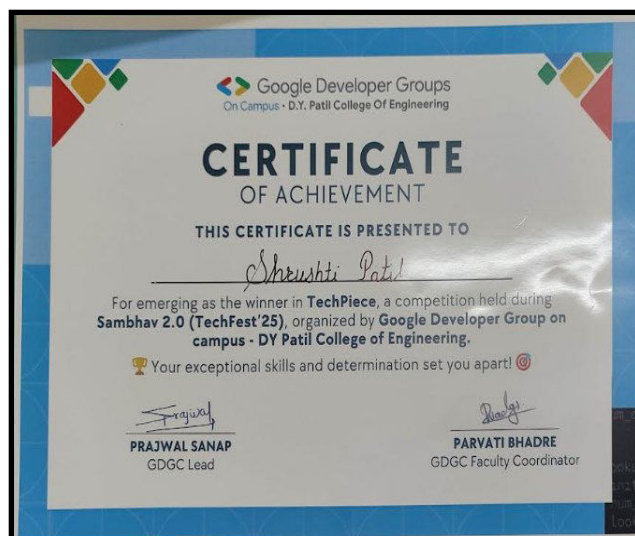 Google Developer Groups
On Campus • D.Y. Patil College Of Engineering
CERTIFICATE
OF ACHIEVEMENT
THIS CERTIFICATE IS PRESENTED TO
Shrushti Patil
For emerging as the winner in TechPiece, a competition held during
Sambhav 2.0 (TechFest'25), organized by Google Developer Group on
campus - DY Patil College of Engineering.
🏆 Your exceptional skills and determination set you apart! 🎯
Prajwal
PRAJWAL SANAP
GDGC Lead
PARVATI BHADRE
GDGC Faculty Coordinator